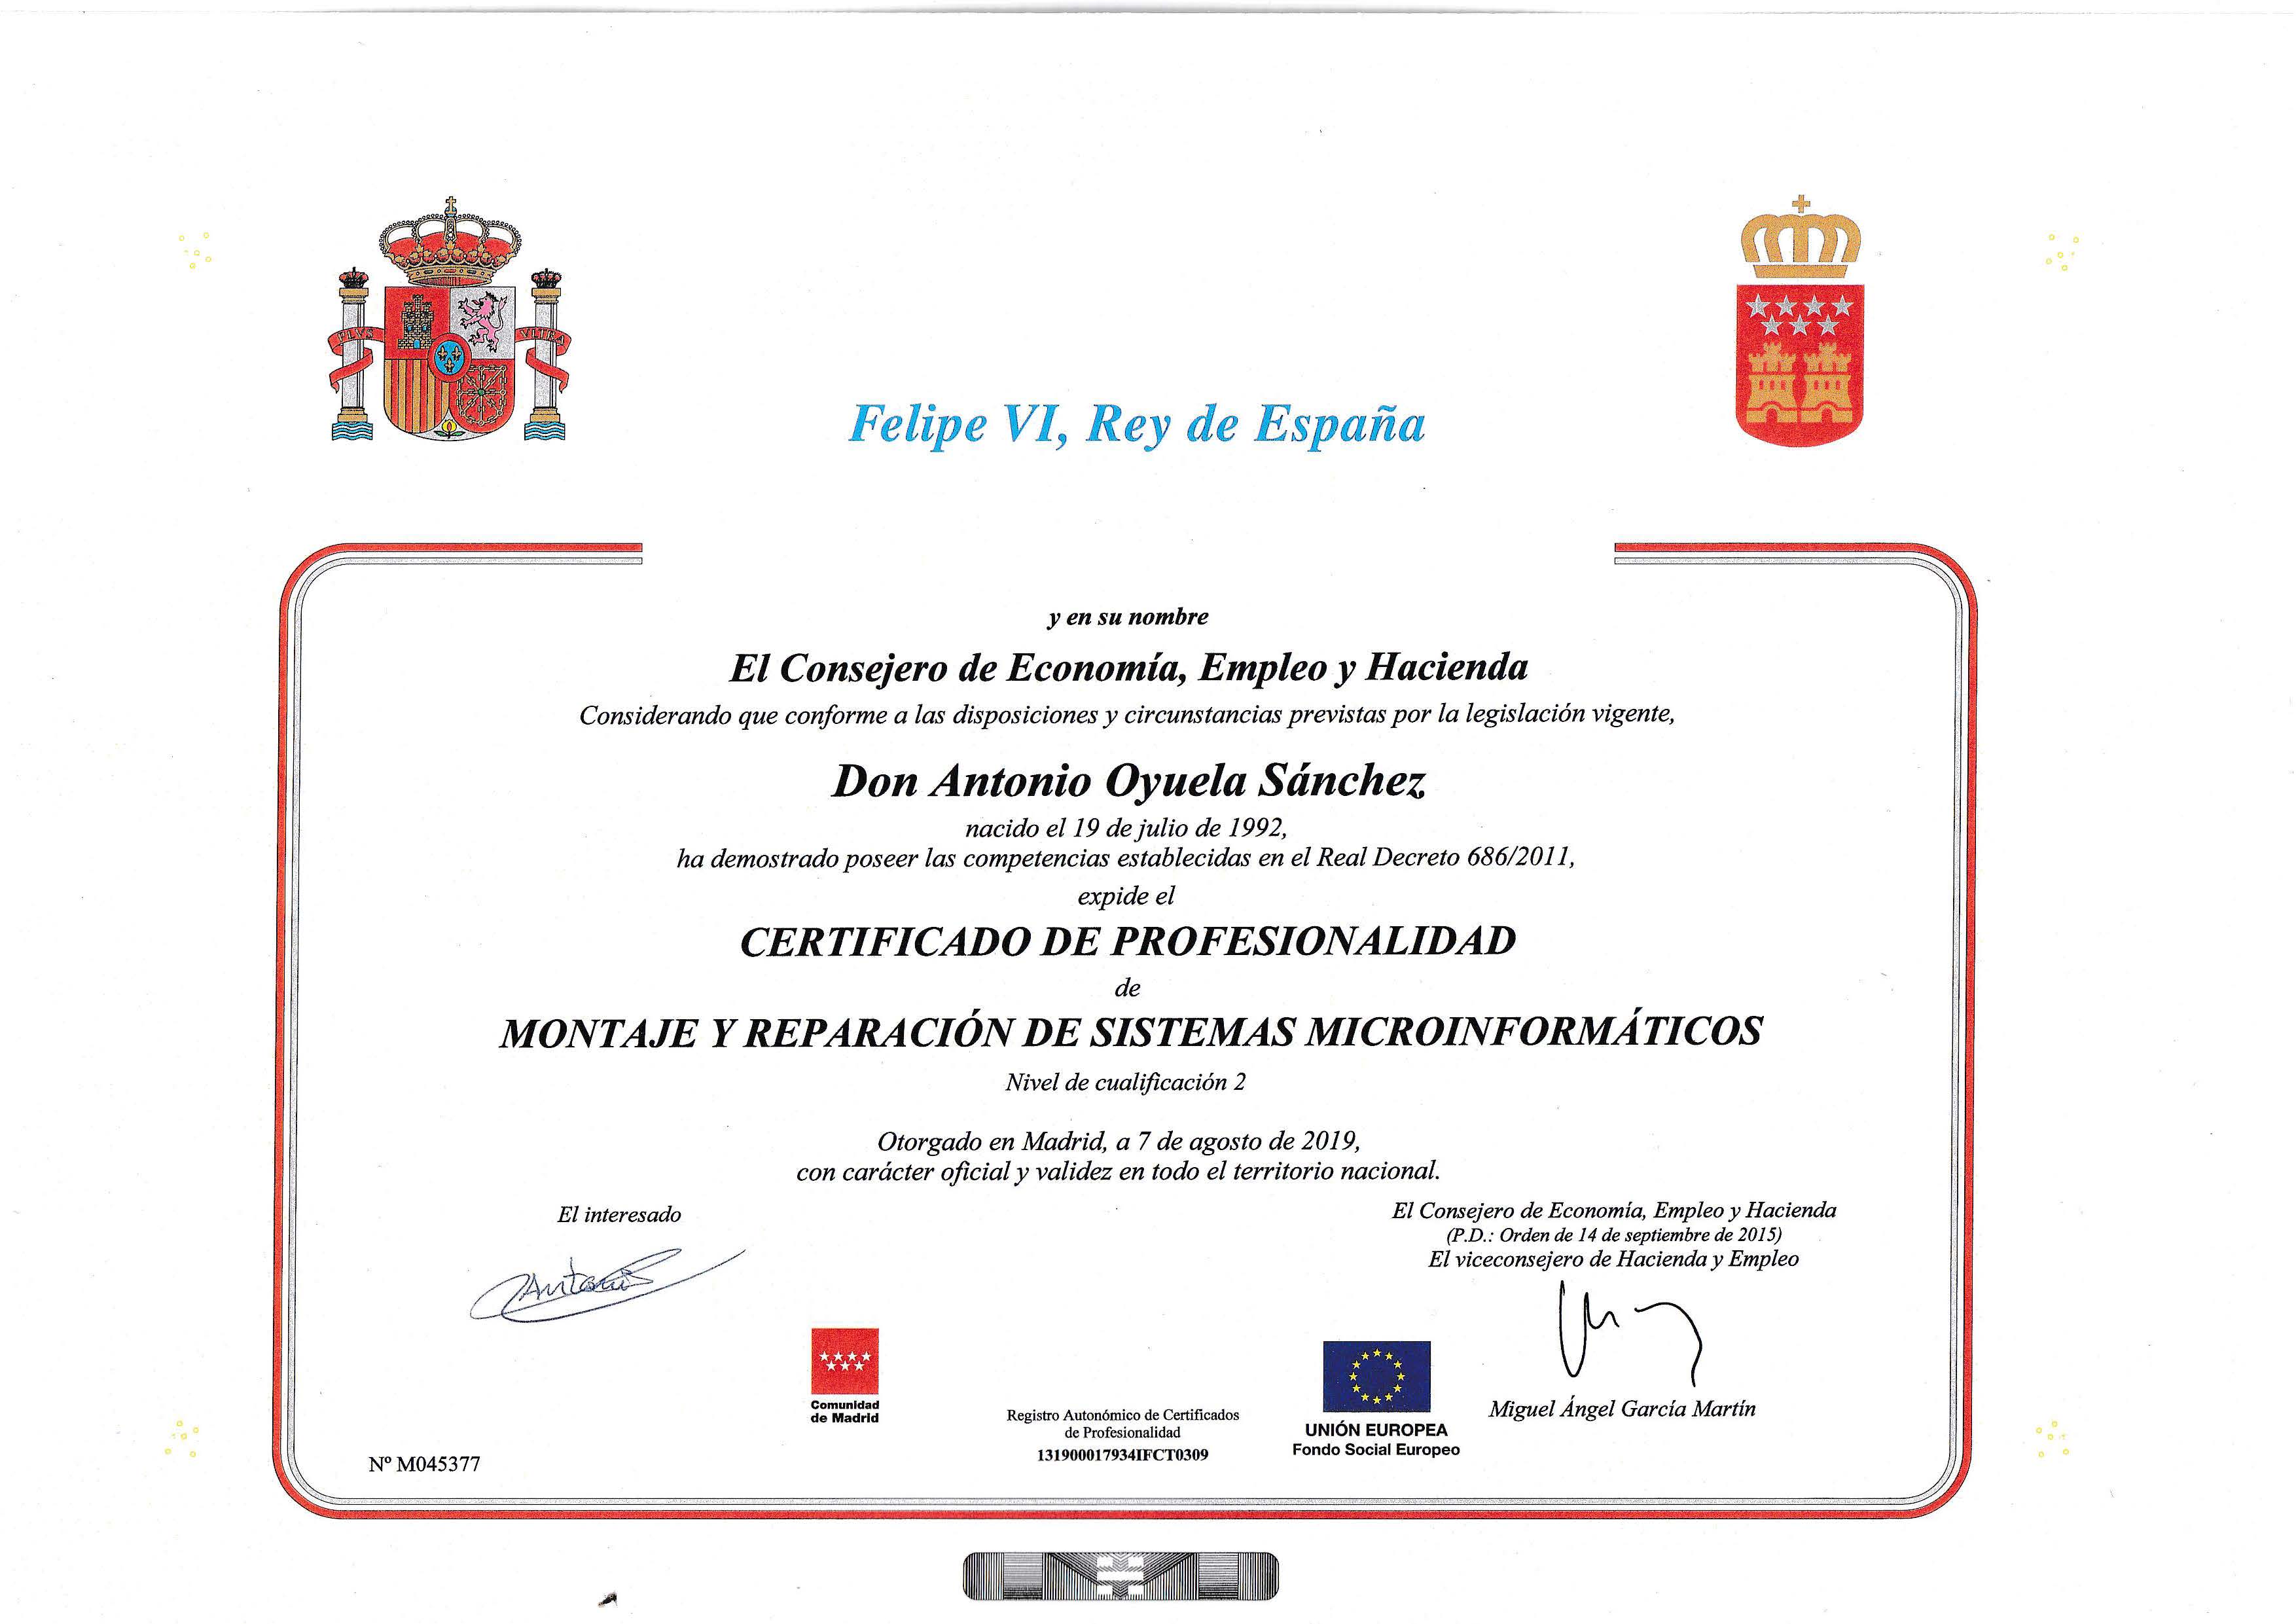 PLVS VLTRA
Felipe VI, Rey de España
y en su nombre
El Consejero de Economía, Empleo y Hacienda
Considerando que conforme a las disposiciones y circunstancias previstas por la legislación vigente,
Don Antonio Oyuela Sánchez
nacido el 19 de julio de 1992,
ha demostrado poseer las competencias establecidas en el Real Decreto 686/2011,
expide el
CERTIFICADO DE PROFESIONALIDAD
de
MONTAJE Y REPARACIÓN DE SISTEMAS MICROINFORMÁTICOS
Nivel de cualificación 2
Otorgado en Madrid, a 7 de agosto de 2019,
con carácter oficial y validez en todo el territorio nacional.
El interesado
Antonio
El Consejero de Economía, Empleo y Hacienda
(P.D.: Orden de 14 de septiembre de 2015)
El viceconsejero de Hacienda y Empleo
Miguel Ángel García Martín
Comunidad
de Madrid
Registro Autonómico de Certificados
de Profesionalidad
131900017934IFCT0309
UNIÓN EUROPEA
Fondo Social Europeo
Nº M045377